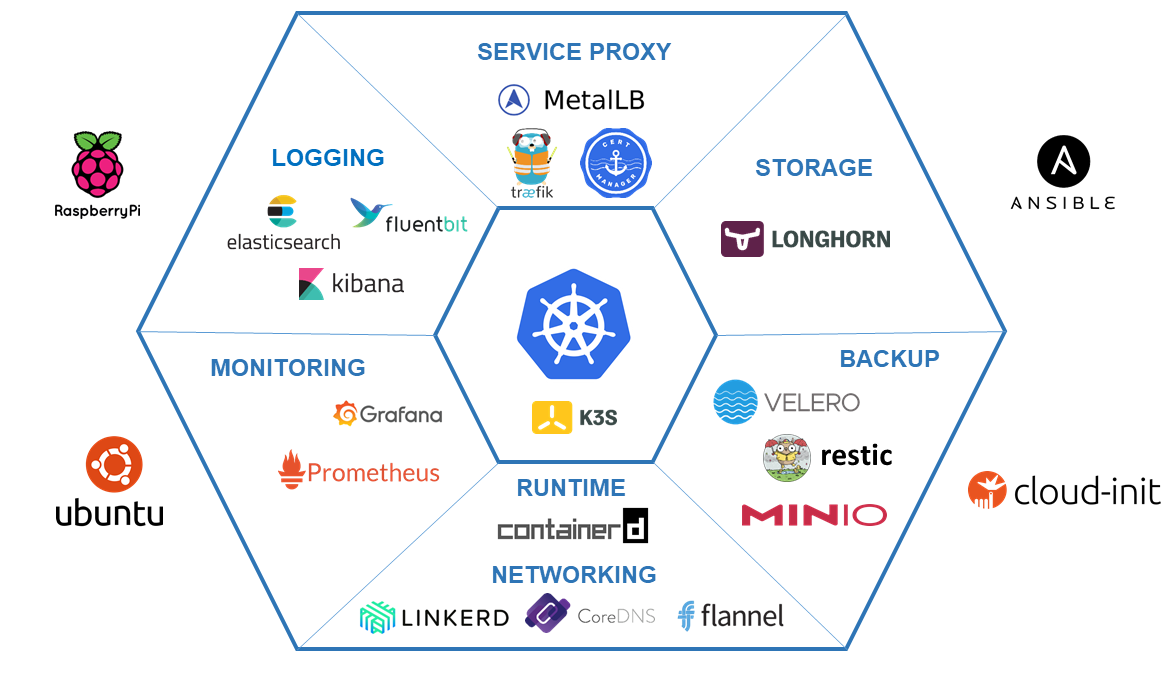 SERVICE PROXY
MetalLB
træfik
CERT MANAGER
LOGGING
elasticsearch
fluentbit
kibana
STORAGE
LONGHORN
RaspberryPi
ANSIBLE
K3S
MONITORING
Grafana
Prometheus
BACKUP
VELERO
restic
MINIO
ubuntu
cloud-init
RUNTIME
containerd
NETWORKING
LINKERD
CoreDNS
flannel